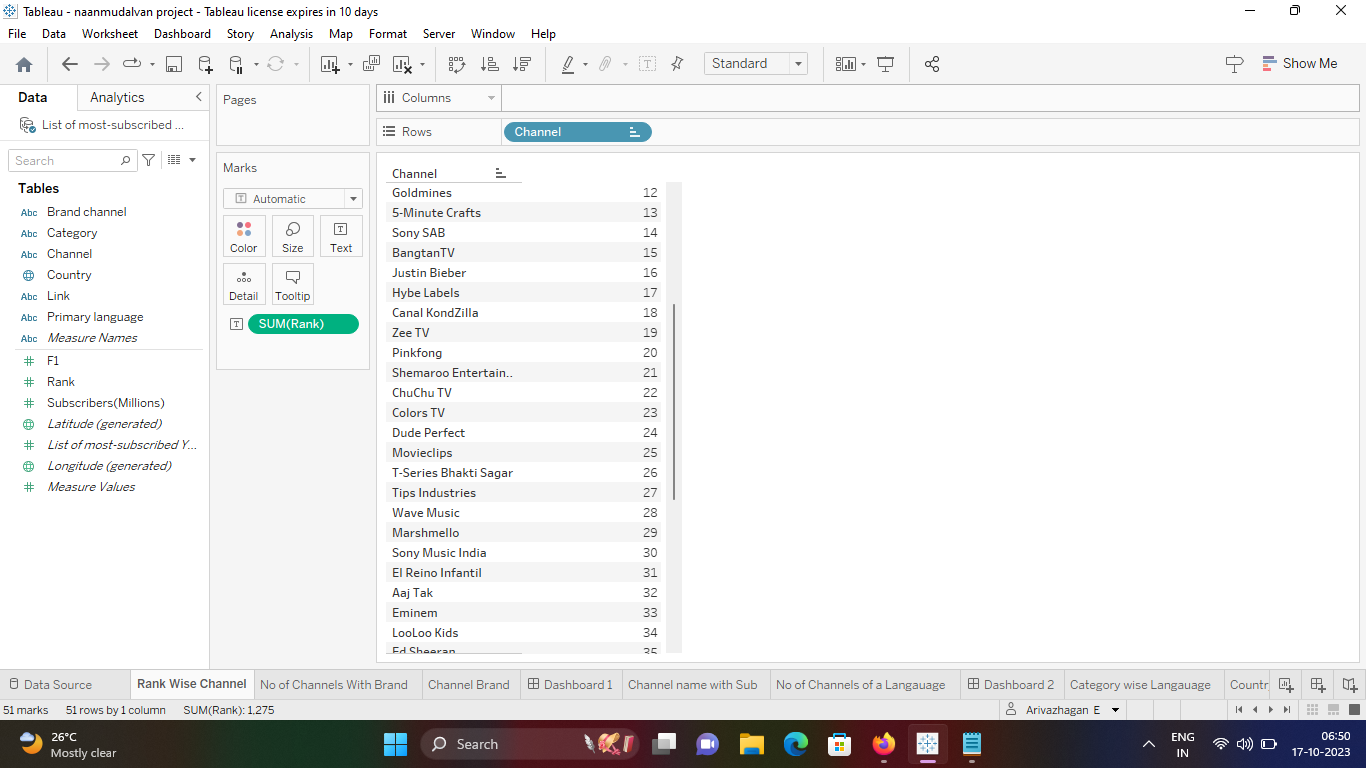 Tableau - naanmudalvan project - Tableau license expires in 10 days
File Data Worksheet Dashboard Story Analysis Map Format Server Window Help
Standard
Show Me
Data Analytics
List of most-subscribed ...
Search
Tables
Abc Brand channel
Abc Category
Abc Channel
Country
Abc Link
Abc Primary language
Abc Measure Names
F1
Rank
Subscribers(Millions)
Latitude (generated)
List of most-subscribed Y...
Longitude (generated)
Measure Values
Pages
Marks
T Automatic
Color Size Text
Detail Tooltip
T SUM(Rank)
Columns
Rows Channel
Channel
Goldmines 12
5-Minute Crafts 13
Sony SAB 14
BangtanTV 15
Justin Bieber 16
Hybe Labels 17
Canal KondZilla 18
Zee TV 19
Pinkfong 20
Shemaroo Entertain.. 21
ChuChu TV 22
Colors TV 23
Dude Perfect 24
Movieclips 25
T-Series Bhakti Sagar 26
Tips Industries 27
Wave Music 28
Marshmello 29
Sony Music India 30
El Reino Infantil 31
Aaj Tak 32
Eminem 33
LooLoo Kids 34
Ed Sheeran 35
Data Source Rank Wise Channel No of Channels With Brand Channel Brand Dashboard 1 Channel name with Sub No of Channels of a Langauage Dashboard 2 Category wise Langauage Countr
51 marks 51 rows by 1 column SUM(Rank): 1,275 Arivazhagan E
26°C
Mostly clear
Search
ENG
IN
06:50
17-10-2023